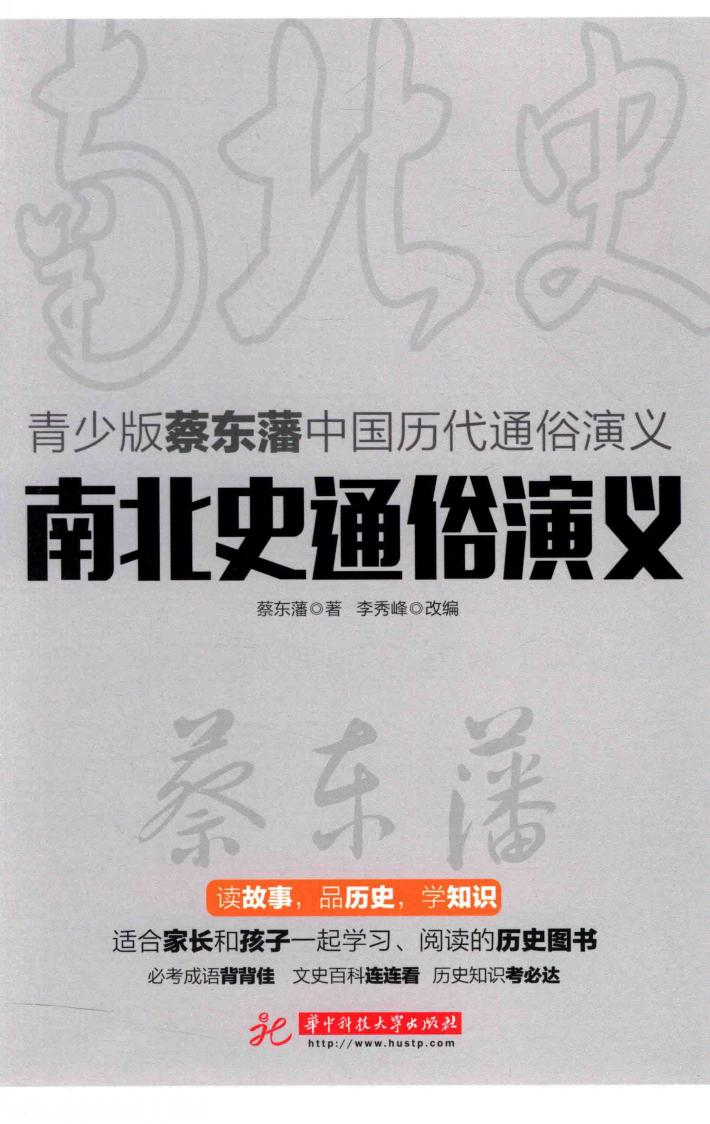 南北史
青少版蔡东藩中国历代通俗演义
南北史通俗演义
蔡东藩◎著 李秀峰◎改编
蔡东藩
读故事，品历史，学知识
适合家长和孩子一起学习、阅读的历史图书
必考成语背背佳 文史百科连连看 历史知识考必达
华中科技大学出版社
http://www.hustp.com